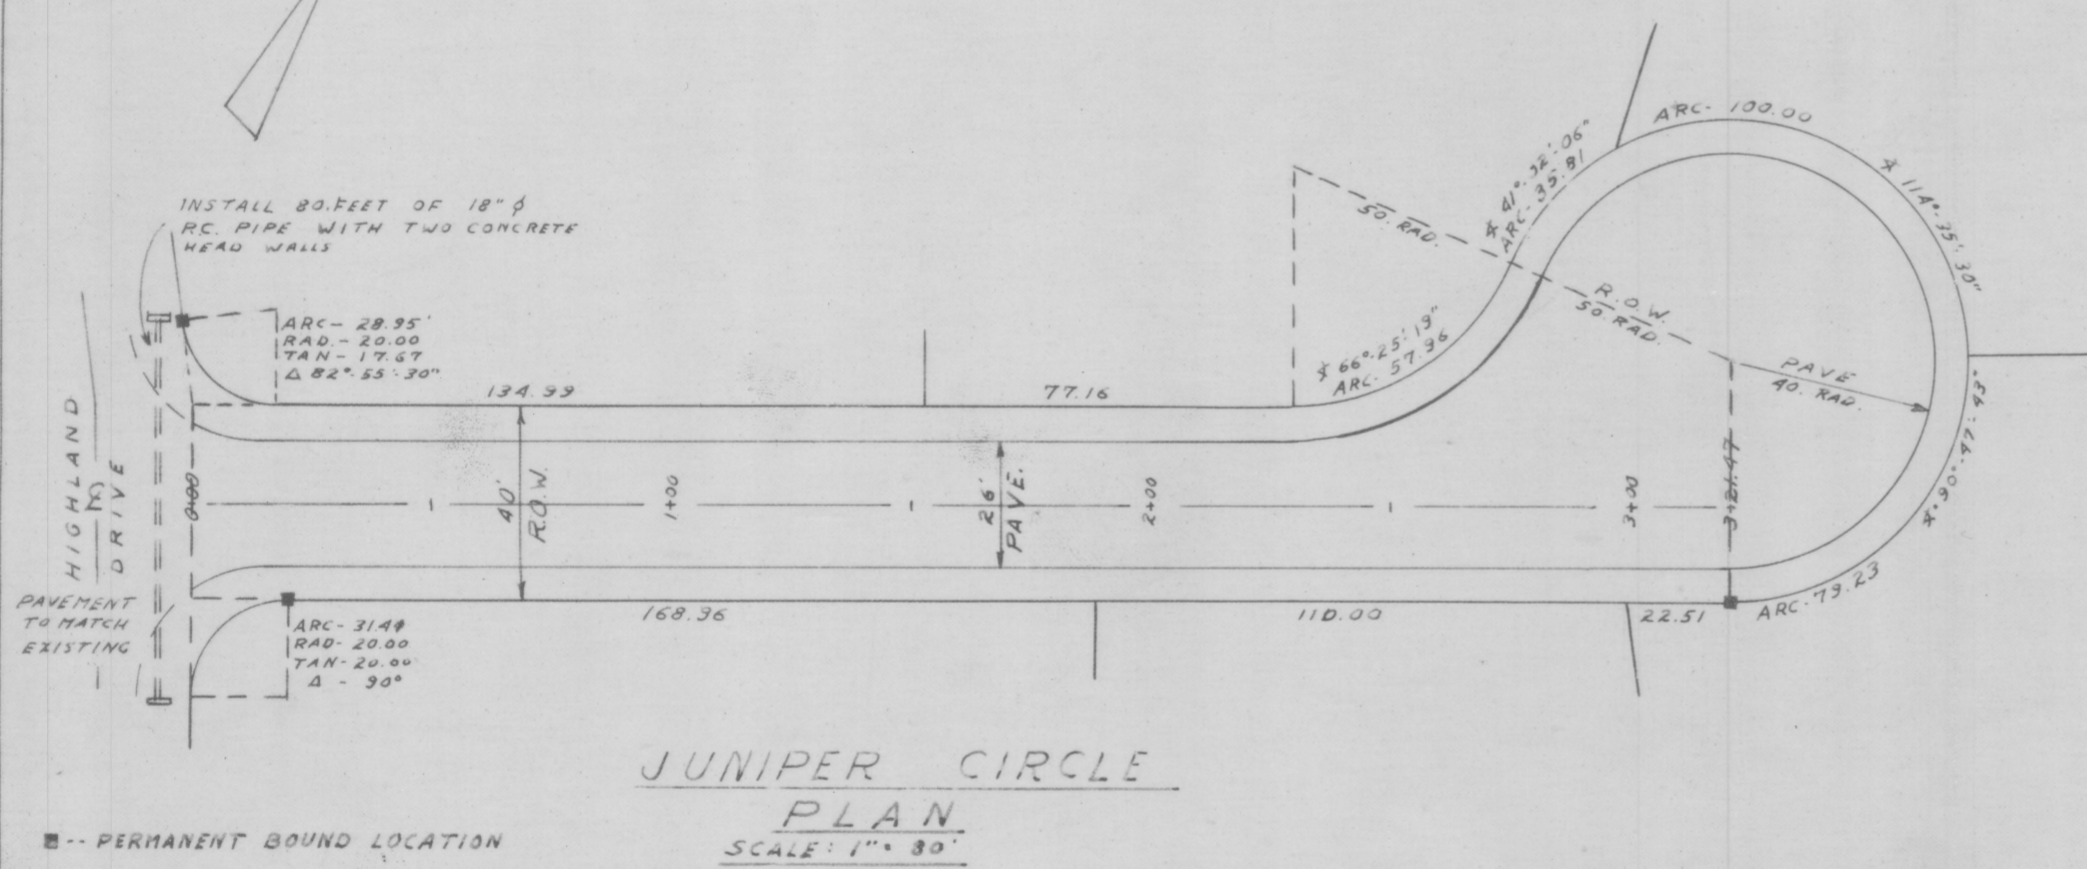 INSTALL 80.FEET OF 18" ϕ
R.C. PIPE WITH TWO CONCRETE
HEAD WALLS
ARC- 28.95'
RAD.- 20.00
TAN- 17.67
Δ 82°-55'-30"
134.99
77.16
∡ 66°-25'-19"
ARC- 57.96
50. RAD.
∡ 41°-32'-06"
ARC- 35.81
ARC- 100.00
∡ 114°-35'-30"
R.O.W.
50. RAD.
PAVE
40. RAD.
∡ 90°-47'-43"
ARC- 79.23
HIGHLAND
DRIVE
0+00
40'
R.O.W.
1+00
26'
PAVE.
2+00
3+00
3+21.47
PAVEMENT
TO MATCH
EXISTING
ARC- 31.41
RAD- 20.00
TAN- 20.00
Δ - 90°
168.96
110.00
22.51
JUNIPER CIRCLE
PLAN
SCALE: 1"=
■-- PERMANENT BOUND LOCATION